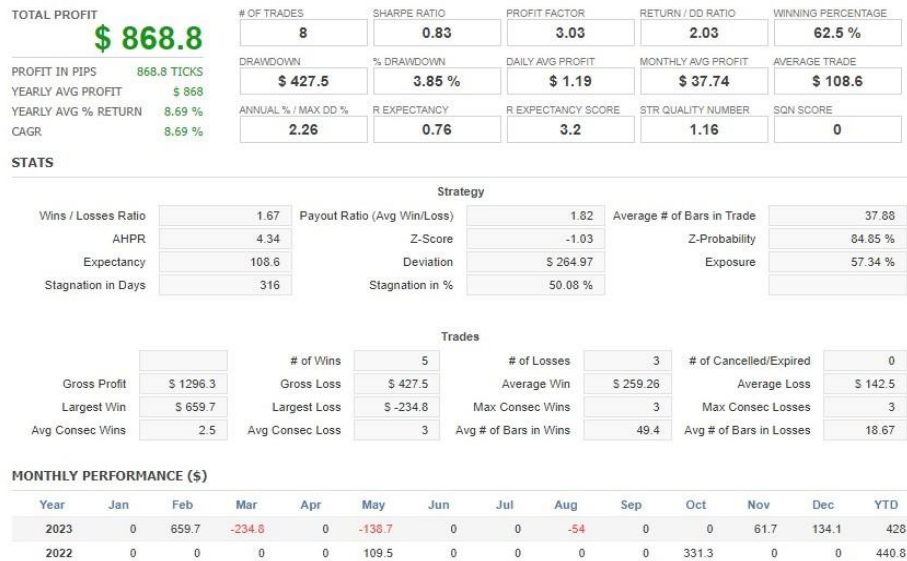 TOTAL PROFIT
$ 868.8
PROFIT IN PIPS 868.8 TICKS
YEARLY AVG PROFIT $ 868
YEARLY AVG % RETURN 8.69 %
CAGR 8.69 %
# OF TRADES SHARPE RATIO PROFIT FACTOR RETURN / DD RATIO WINNING PERCENTAGE
8 0.83 3.03 2.03 62.5 %
DRAWDOWN % DRAWDOWN DAILY AVG PROFIT MONTHLY AVG PROFIT AVERAGE TRADE
$ 427.5 3.85 % $ 1.19 $ 37.74 $ 108.6
ANNUAL % / MAX DD % R EXPECTANCY R EXPECTANCY SCORE STR QUALITY NUMBER SQN SCORE
2.26 0.76 3.2 1.16 0
STATS
Strategy
Wins / Losses Ratio 1.67 Payout Ratio (Avg Win/Loss) 1.82 Average # of Bars in Trade 37.88
AHPR 4.34 Z-Score -1.03 Z-Probability 84.85 %
Expectancy 108.6 Deviation $ 264.97 Exposure 57.34 %
Stagnation in Days 316 Stagnation in % 50.08 %
Trades
# of Wins 5 # of Losses 3 # of Cancelled/Expired 0
Gross Profit $ 1296.3 Gross Loss $ 427.5 Average Win $ 259.26 Average Loss $ 142.5
Largest Win $ 659.7 Largest Loss $ -234.8 Max Consec Wins 3 Max Consec Losses 3
Avg Consec Wins 2.5 Avg Consec Loss 3 Avg # of Bars in Wins 49.4 Avg # of Bars in Losses 18.67
MONTHLY PERFORMANCE ($)
Year Jan Feb Mar Apr May Jun Jul Aug Sep Oct Nov Dec YTD
2023 0 659.7 -234.8 0 -138.7 0 0 -54 0 0 61.7 134.1 428
2022 0 0 0 0 109.5 0 0 0 0 331.3 0 0 440.8